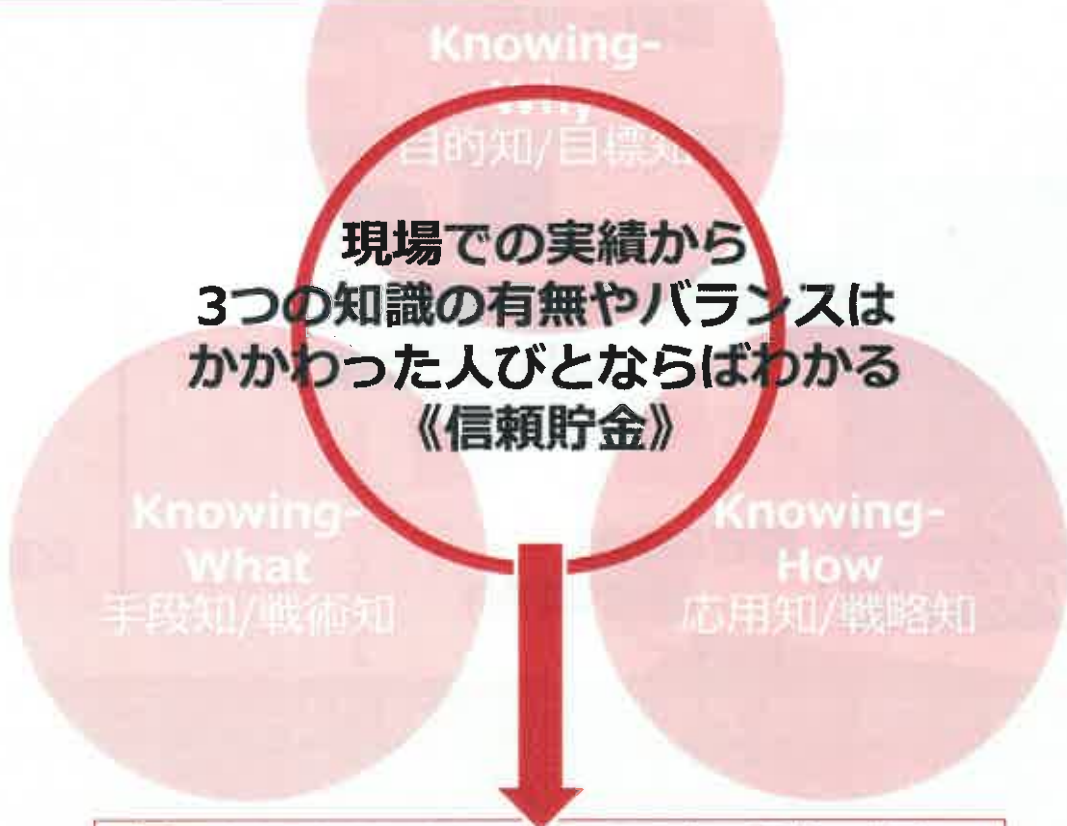 Knowing-
Why
目的知/目標知
現場での実績から
3つの知識の有無やバランスは
かかわった人びとならばわかる
《信頼貯金》
Knowing-
What
手段知/戦術知
Knowing-
How
応用知/戦略知